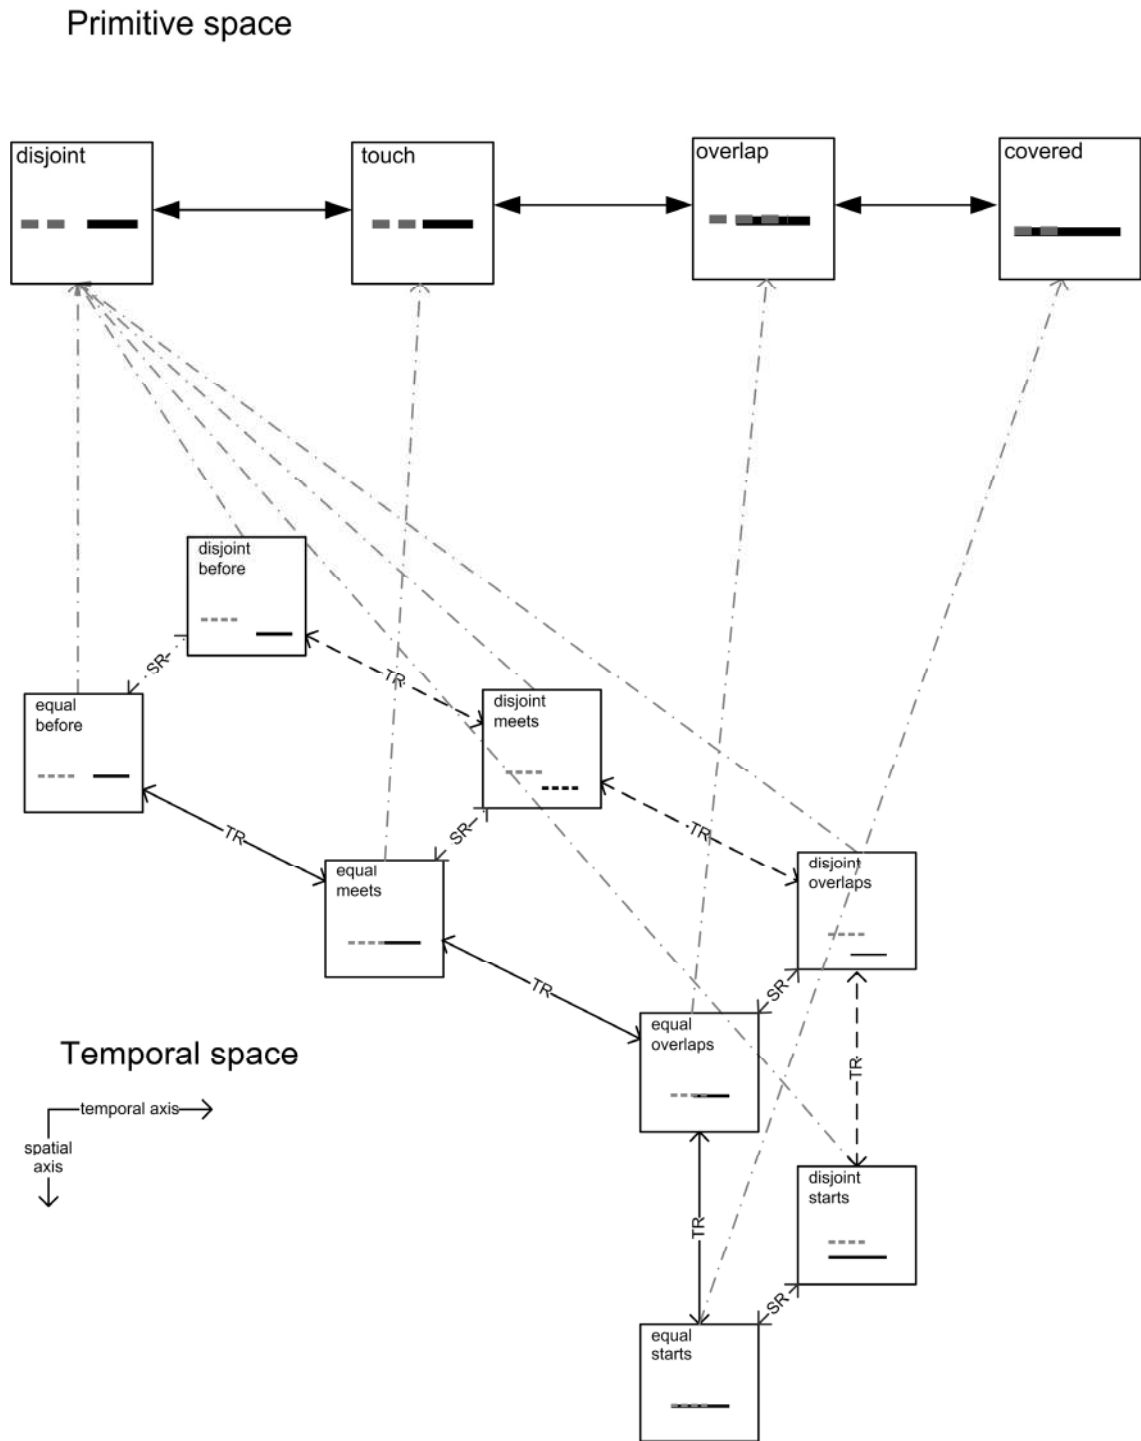 Primitive space
disjoint
touch
overlap
covered
disjoint
before
SR
TR
equal
before
disjoint
meets
TR
SR
TR
equal
meets
disjoint
overlaps
TR
SR
equal
overlaps
Temporal space
temporal axis
spatial
axis
TR
disjoint
starts
TR
SR
equal
starts